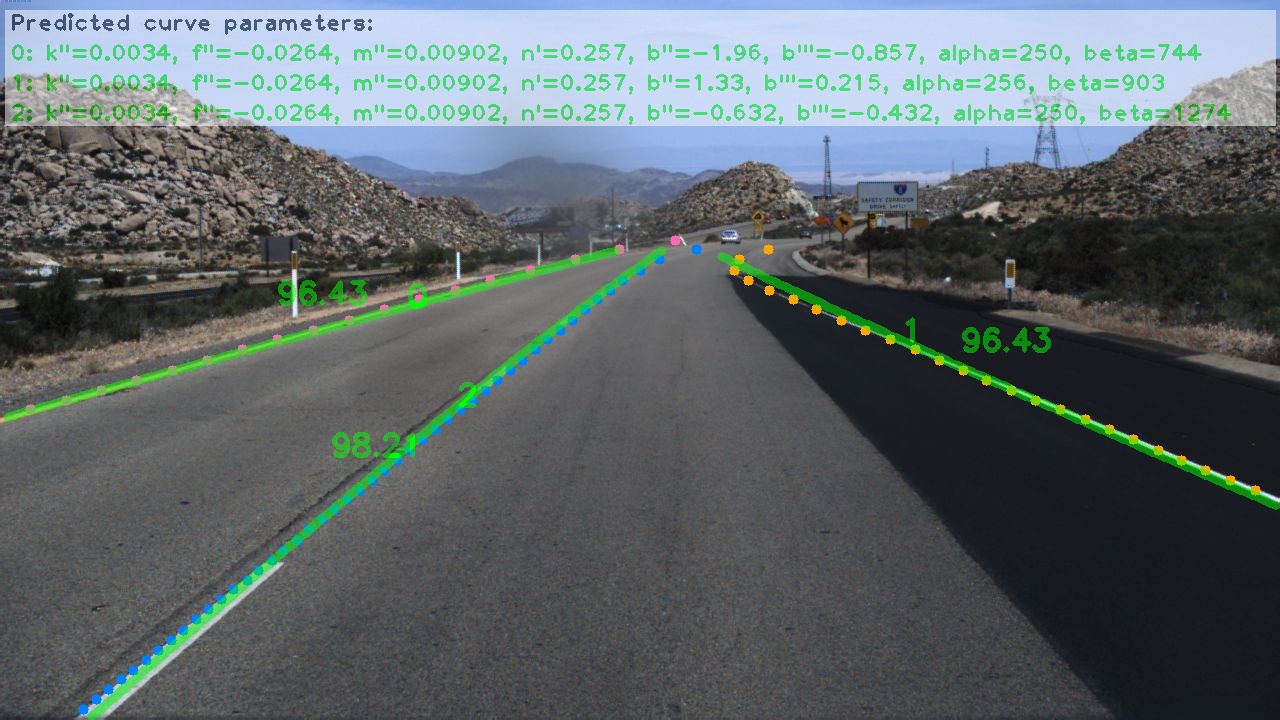 Predicted curve parameters:
0: k''=0.0034, f''=-0.0264, m''=0.00902, n'=0.257, b''=-1.96, b'''=-0.857, alpha=250, beta=744
1: k''=0.0034, f''=-0.0264, m''=0.00902, n'=0.257, b''=1.33, b'''=0.215, alpha=256, beta=903
2: k''=0.0034, f''=-0.0264, m''=0.00902, n'=0.257, b''=-0.632, b'''=-0.432, alpha=250, beta=1274
SAFETY CORRIDOR
DRIVE SAFELY
96.43 0
1 96.43
2
98.21